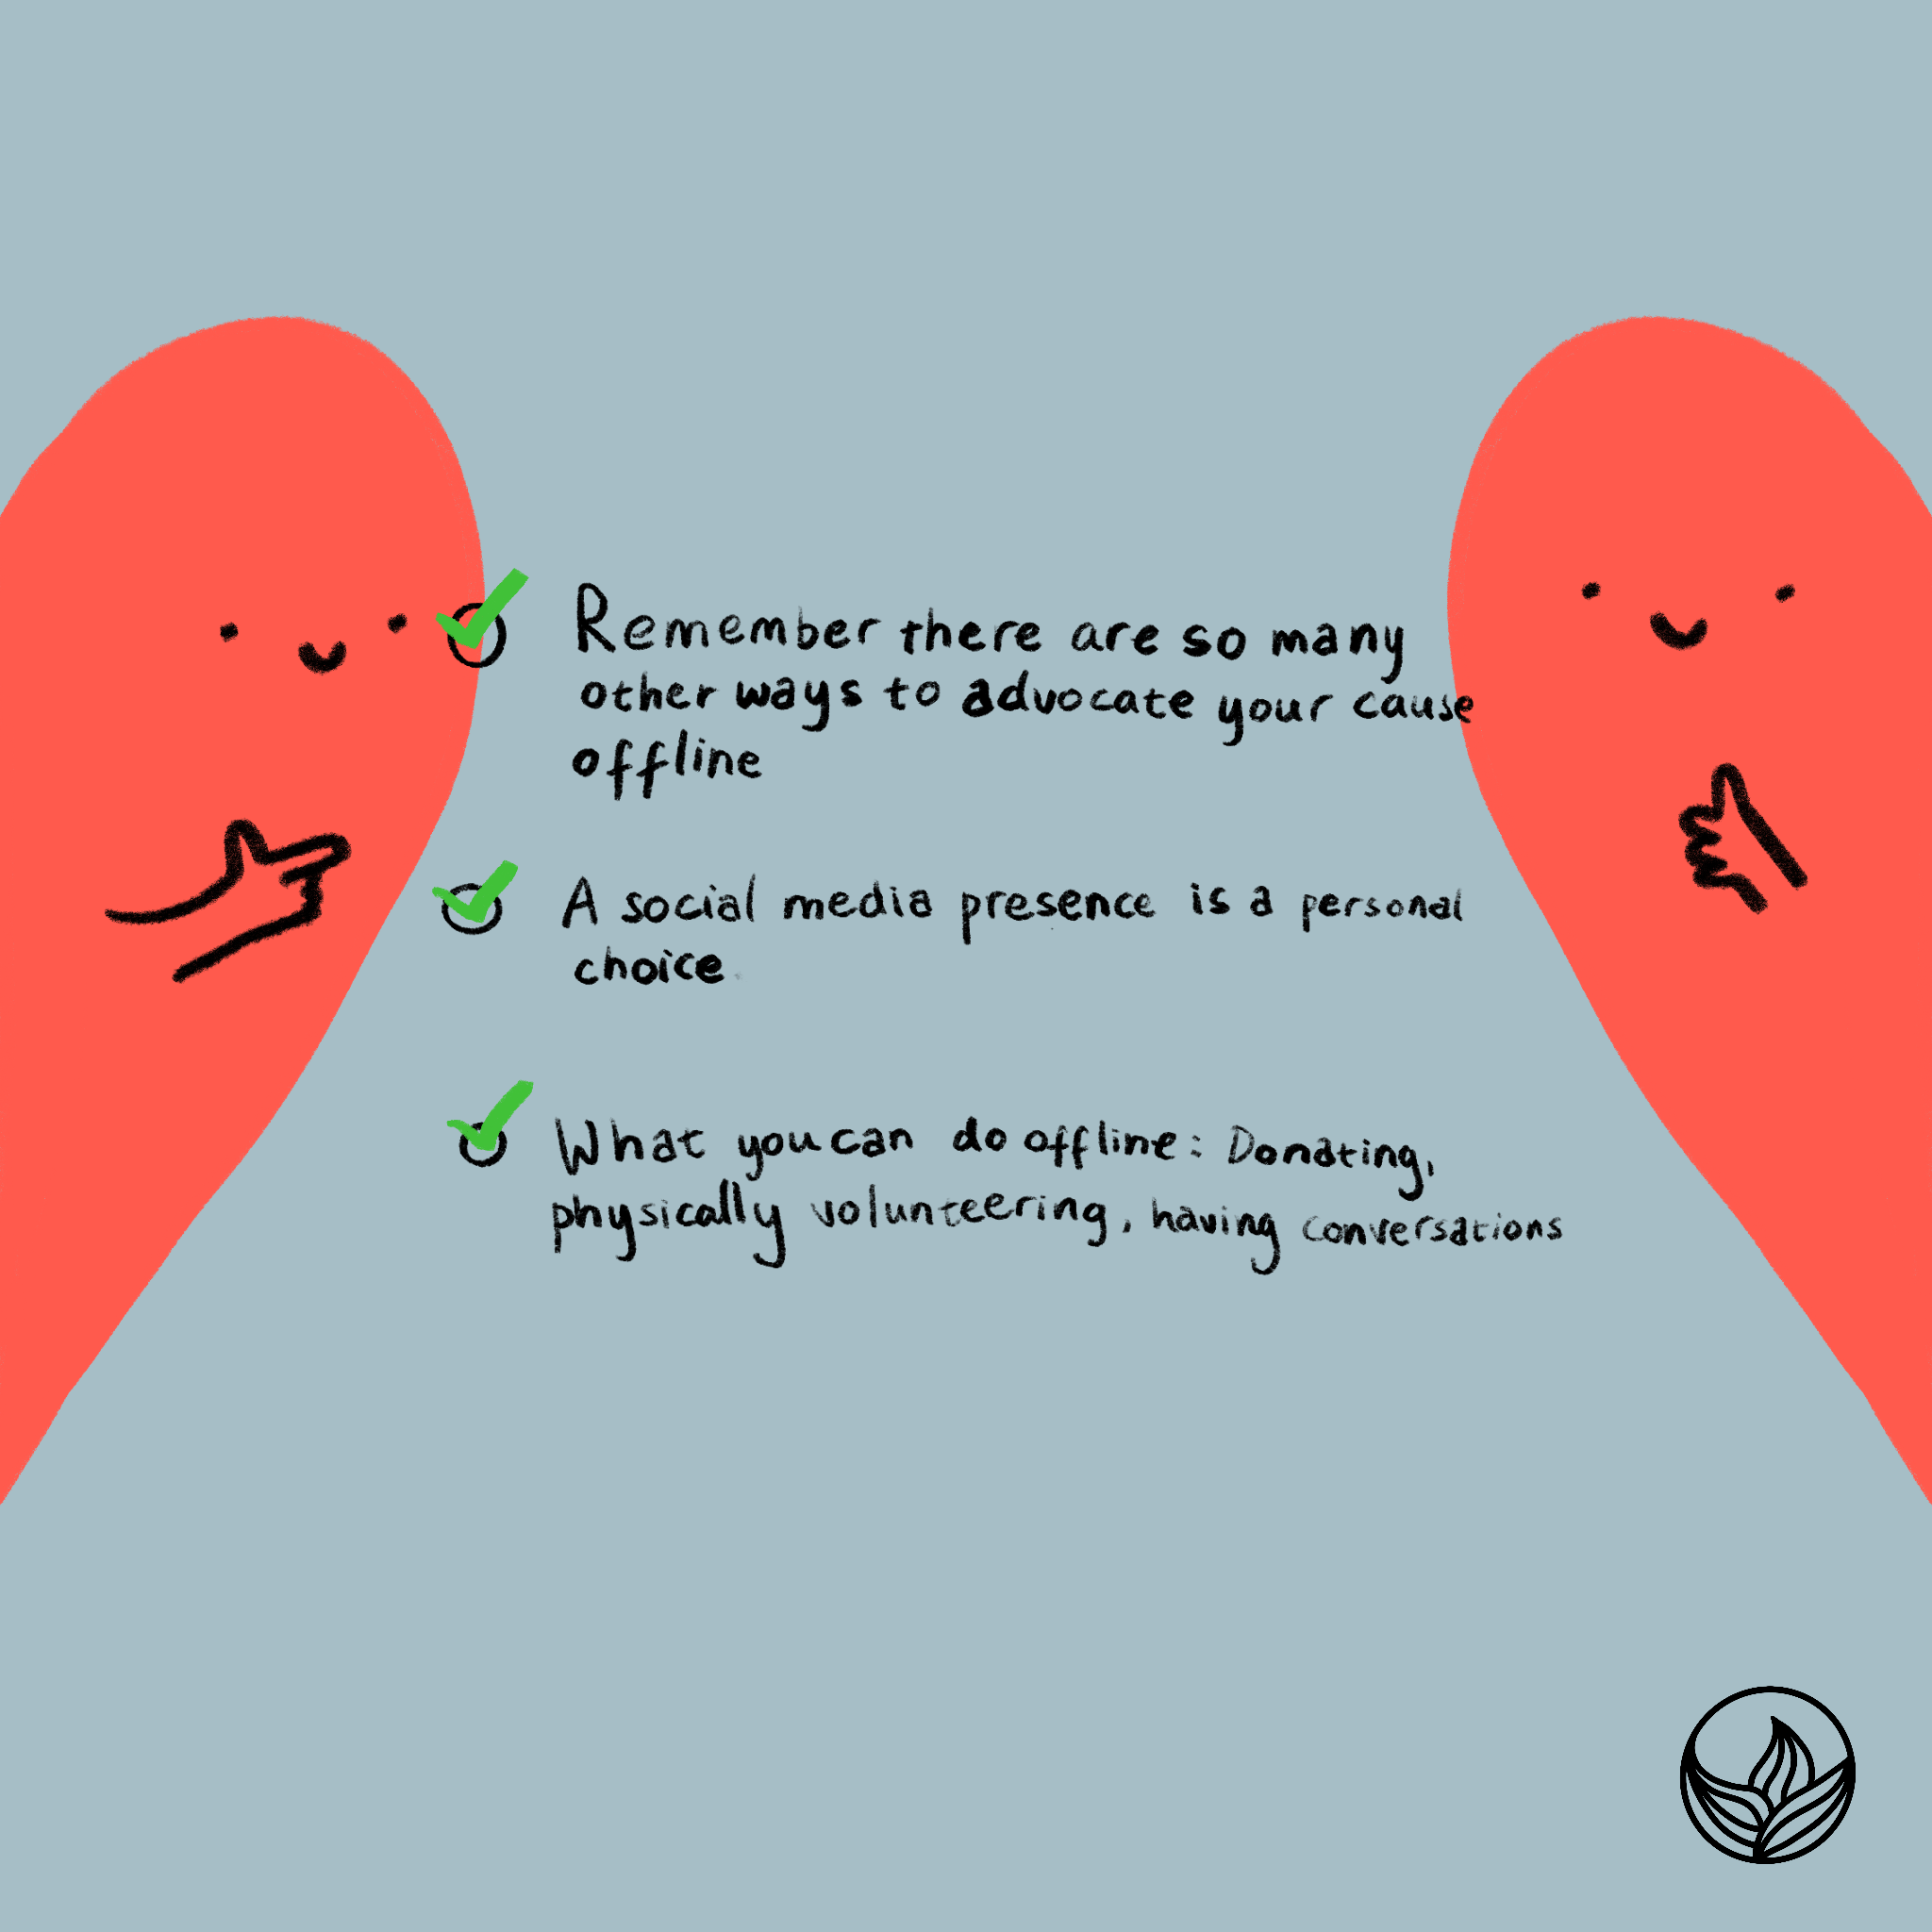 Remember there are so many
other ways to advocate your cause
offline
A social media presence is a personal
choice
What you can do offline: Donating,
physically volunteering, having conversations